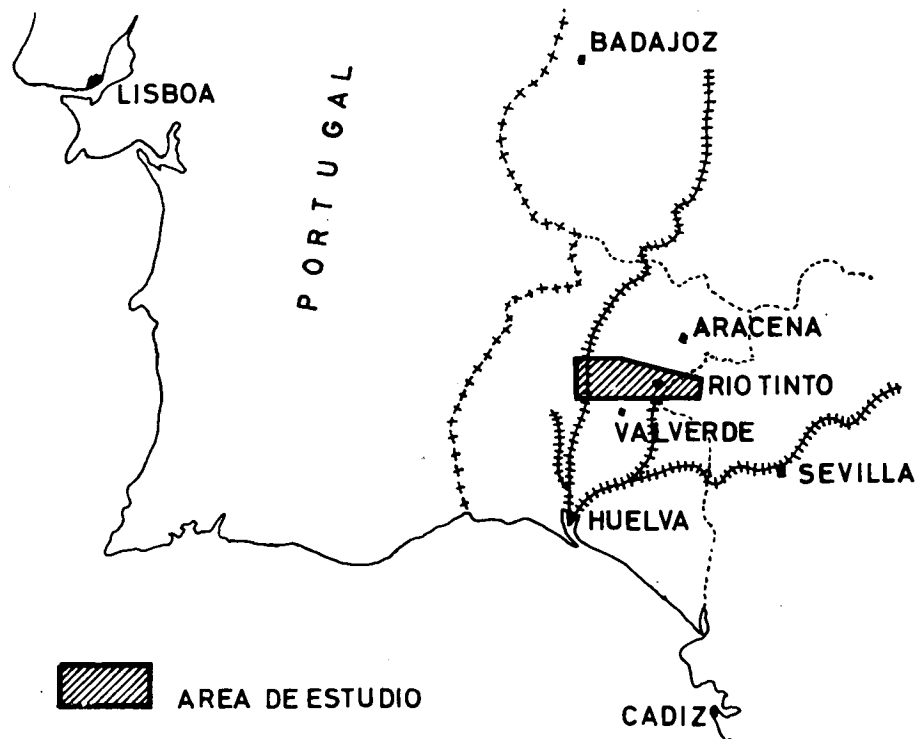 BADAJOZ
LISBOA
PORTUGAL
ARACENA
RIO TINTO
VALVERDE
SEVILLA
HUELVA
AREA DE ESTUDIO
CADIZ